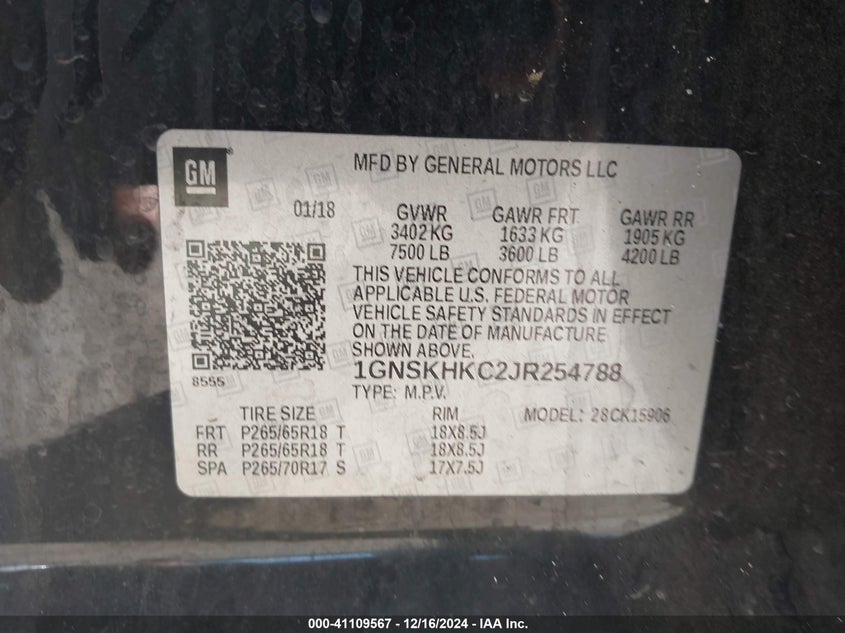 GM
MFD BY GENERAL MOTORS LLC
01/18 GVWR GAWR FRT GAWR RR
3402 KG 1633 KG 1905 KG
7500 LB 3600 LB 4200 LB
THIS VEHICLE CONFORMS TO ALL
APPLICABLE U.S. FEDERAL MOTOR
VEHICLE SAFETY STANDARDS IN EFFECT
ON THE DATE OF MANUFACTURE
SHOWN ABOVE.
8555
1GNSKHKC2JR254788
TYPE: M.P.V.
TIRE SIZE RIM MODEL: 28CK15906
FRT P265/65R18 T 18X8.5J
RR P265/65R18 T 18X8.5J
SPA P265/70R17 S 17X7.5J
000-41109567 - 12/16/2024 - IAA Inc.